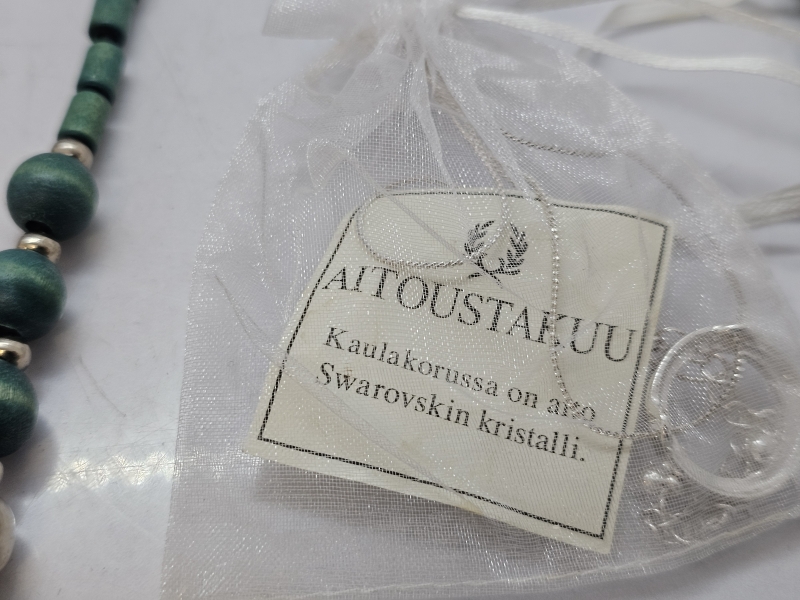 AITOUSTAKUU
Kaulakorussa on aito
Swarovskin kristalli.